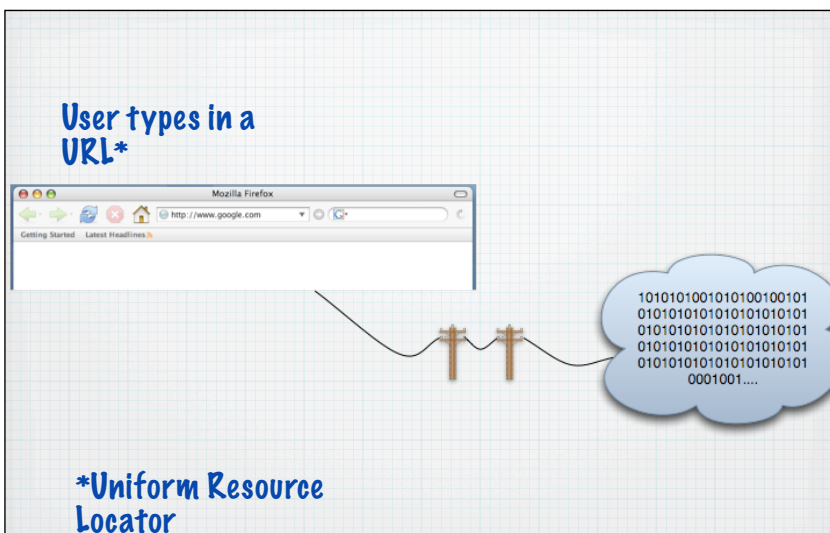 User types in a
URL*
Mozilla Firefox
http://www.google.com
G
Getting Started Latest Headlines
1010101001010100100101
0101010101010101010101
0101010101010101010101
0101010101010101010101
0101010101010101010101
0001001....
*Uniform Resource
Locator